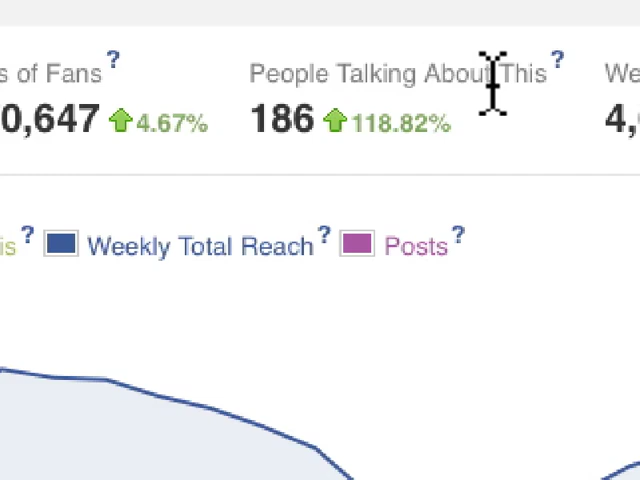 s of Fans ? People Talking About This ? We
0,647 4.67% 186 118.82% 4,
is ? Weekly Total Reach ? Posts ?